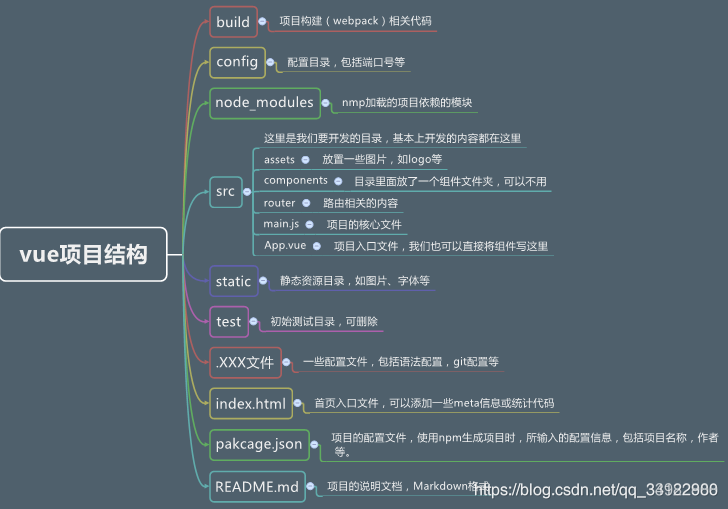 build
项目构建（webpack）相关代码
config
配置目录，包括端口号等
node_modules
nmp加载的项目依赖的模块
src
这里是我们要开发的目录，基本上开发的内容都在这里
assets 放置一些图片，如logo等
components 目录里面放了一个组件文件夹，可以不用
router 路由相关的内容
main.js 项目的核心文件
App.vue 项目入口文件，我们也可以直接将组件写这里
vue项目结构
static
静态资源目录，如图片、字体等
test
初始测试目录，可删除
.XXX文件
一些配置文件，包括语法配置，git配置等
index.html
首页入口文件，可以添加一些meta信息或统计代码
pakcage.json
项目的配置文件，使用npm生成项目时，所输入的配置信息，包括项目名称，作者
等。
README.md
项目的说明文档，Markdown格式